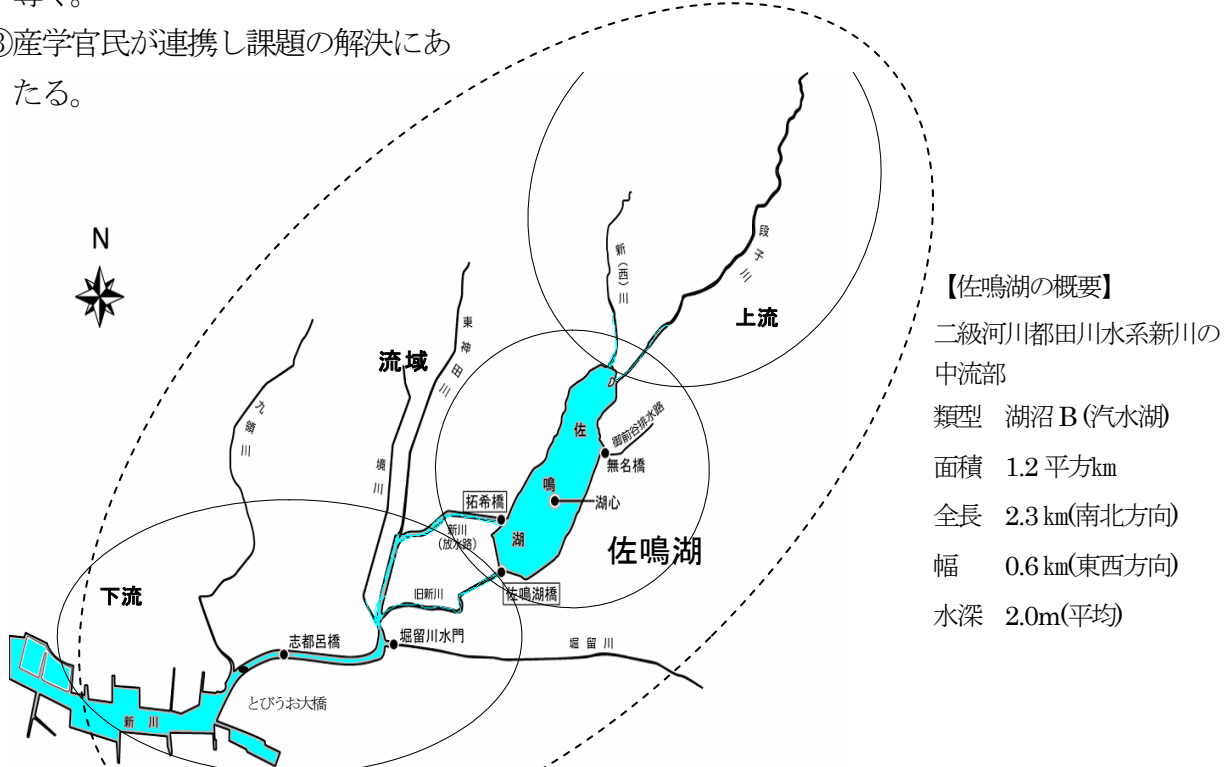 ③産学官民が連携し課題の解決にあ
たる。
N
新(西)川
段子川
上流
東神田川
流域
九領川
境川
佐鳴湖
御前谷排水路
無名橋
湖心
拓希橋
新川
(放水路)
佐鳴湖
旧新川
佐鳴湖橋
下流
志都呂橋
堀留川水門
堀留川
とびうお大橋
新川
【佐鳴湖の概要】
二級河川都田川水系新川の
中流部
類型 湖沼B(汽水湖)
面積 1.2 平方㎞
全長 2.3 ㎞(南北方向)
幅 0.6 ㎞(東西方向)
水深 2.0m(平均)